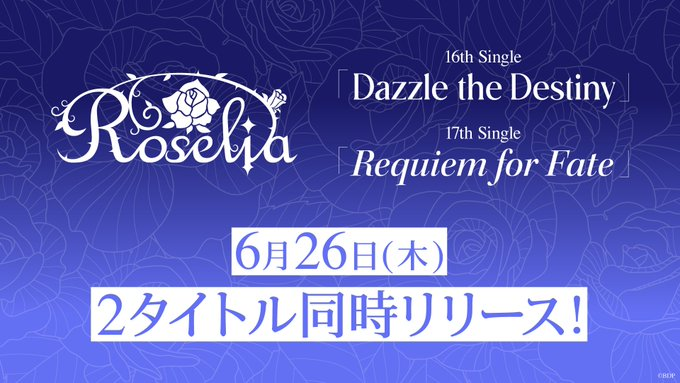 Roselia
16th Single
「Dazzle the Destiny」
17th Single
「Requiem for Fate」
6月26日(木)
2タイトル同時リリース!
©BDP